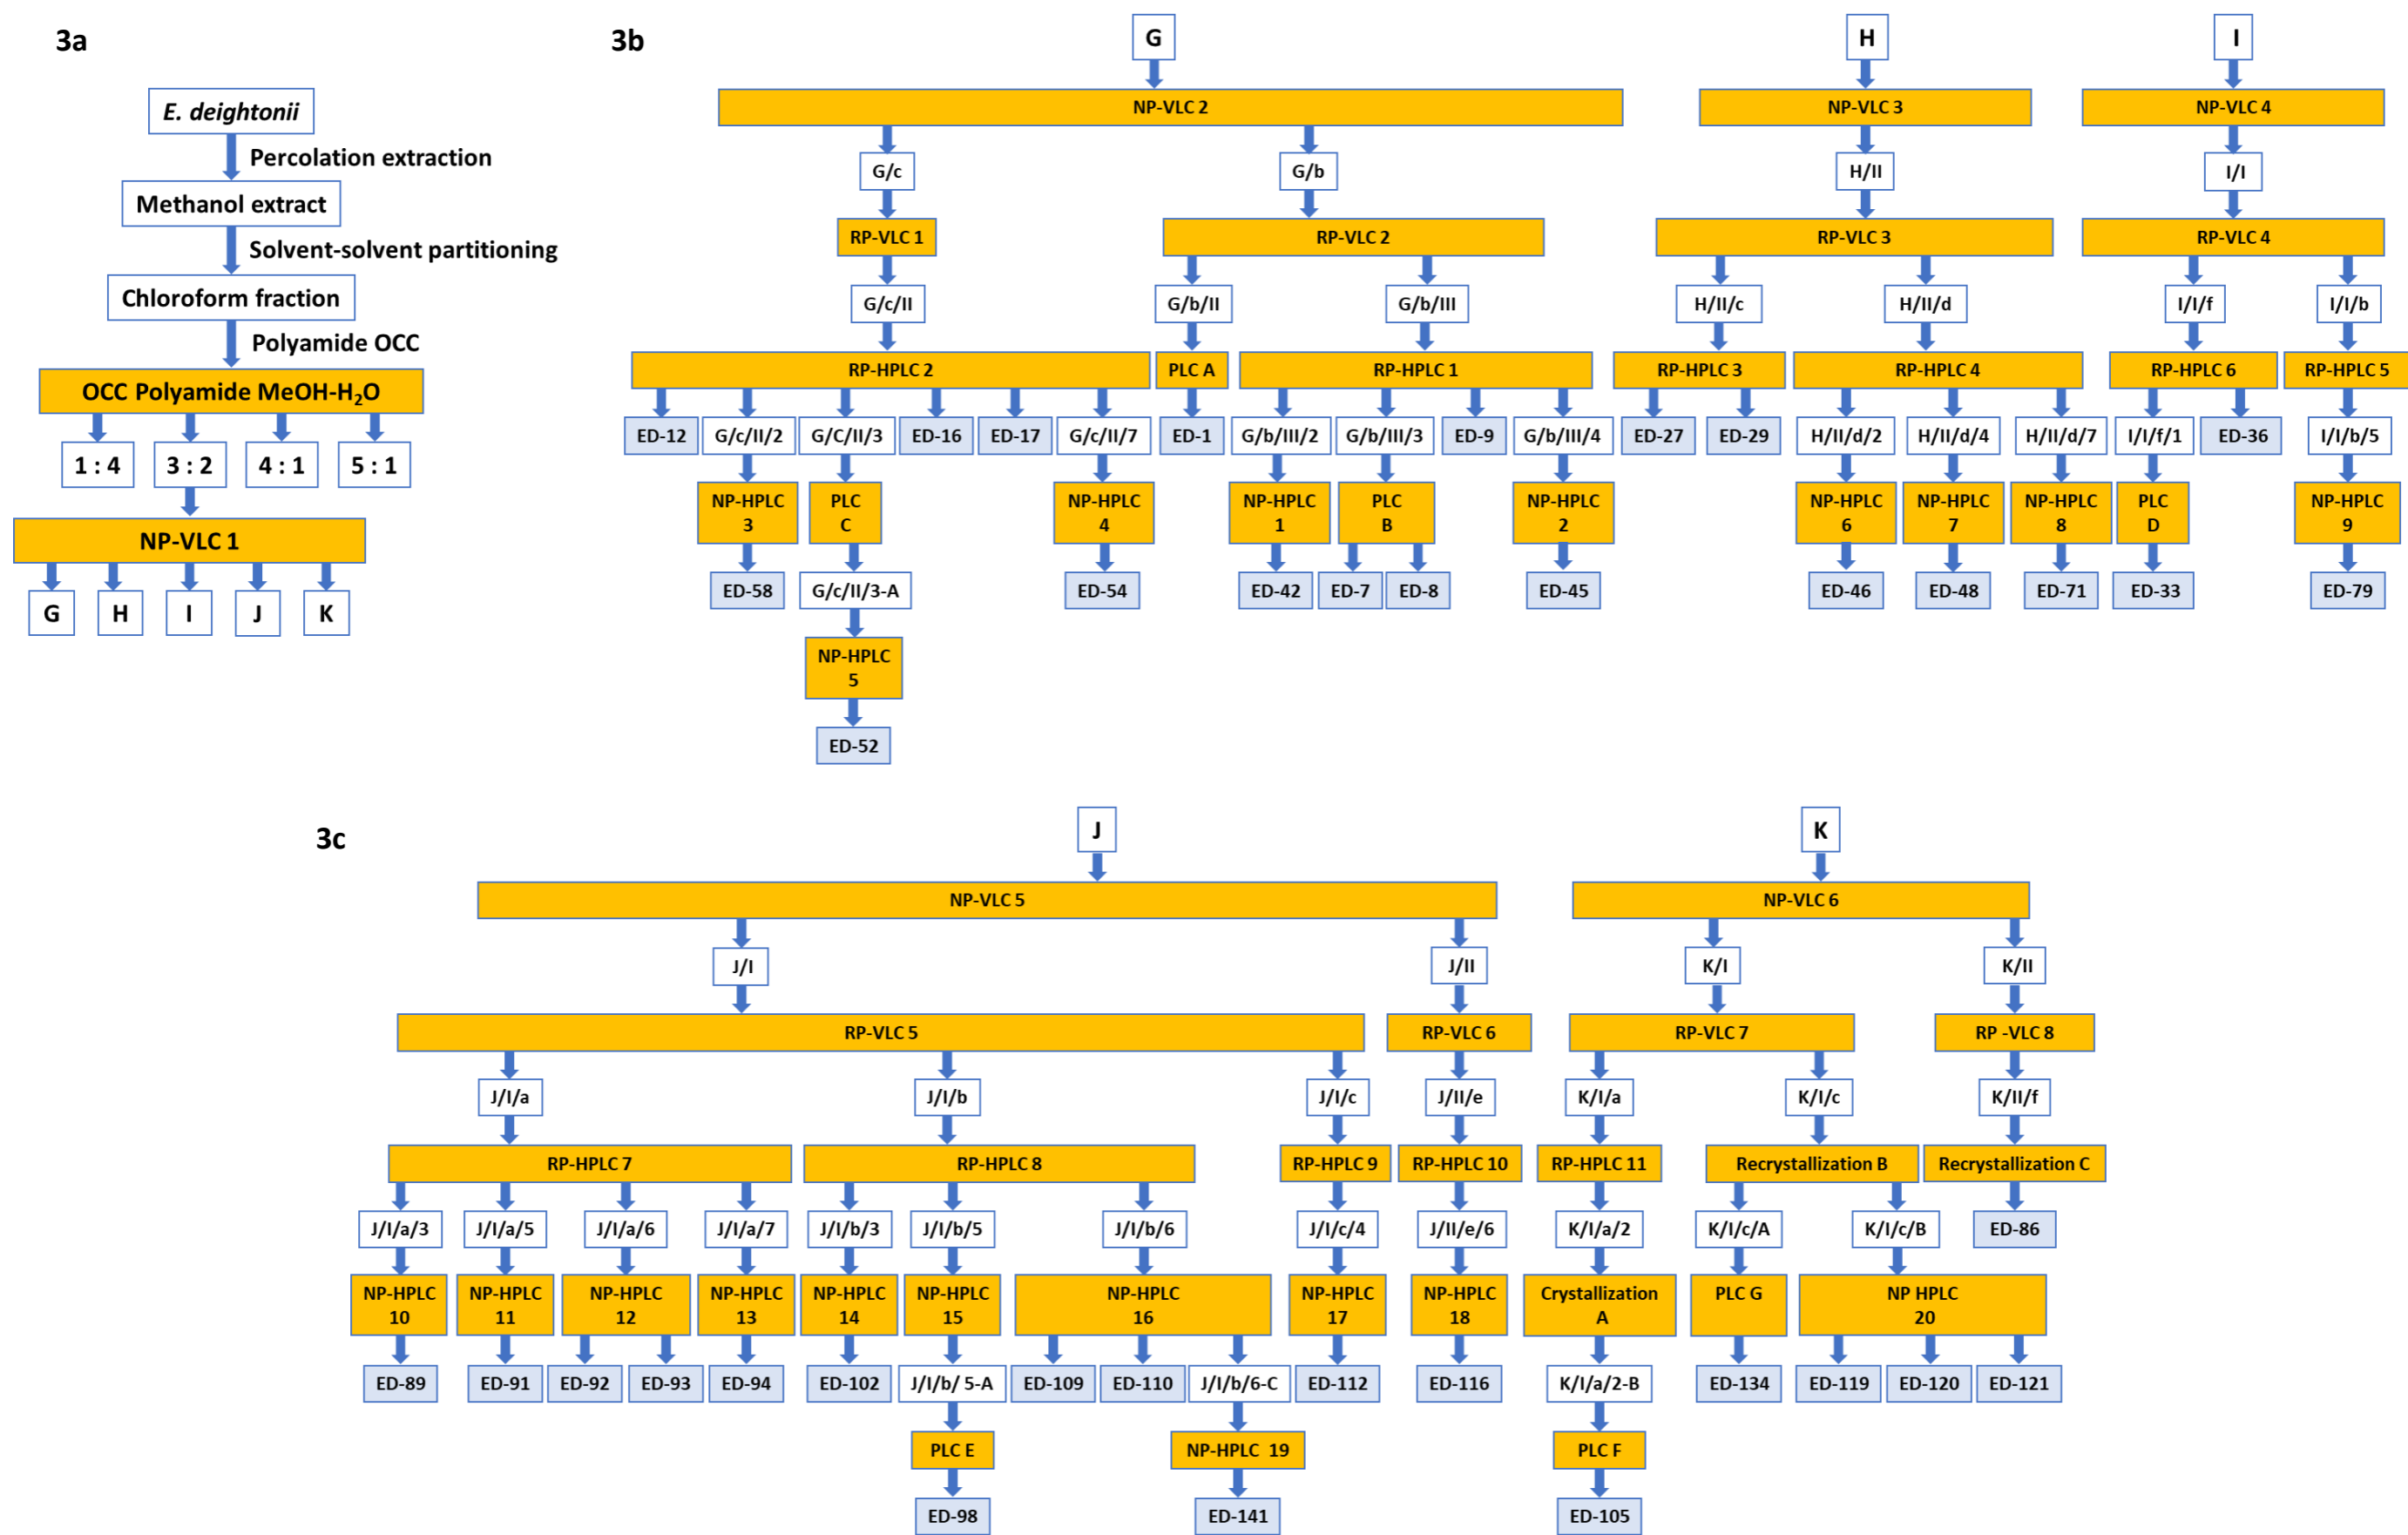 3a
E. deightonii
Percolation extraction
Methanol extract
Solvent-solvent partitioning
Chloroform fraction
Polyamide OCC
OCC Polyamide MeOH-H₂O
1 : 4 3 : 2 4 : 1 5 : 1
NP-VLC 1
G H I J K
3b
G H I
NP-VLC 2 NP-VLC 3 NP-VLC 4
G/c G/b H/II I/I
RP-VLC 1 RP-VLC 2 RP-VLC 3 RP-VLC 4
G/c/II G/b/II G/b/III H/II/c H/II/d I/I/f I/I/b
RP-HPLC 2 PLC A RP-HPLC 1 RP-HPLC 3 RP-HPLC 4 RP-HPLC 6 RP-HPLC 5
ED-12 G/c/II/2 G/C/II/3 ED-16 ED-17 G/c/II/7 ED-1 G/b/III/2 G/b/III/3 ED-9 G/b/III/4 ED-27 ED-29 H/II/d/2 H/II/d/4 H/II/d/7 I/I/f/1 ED-36 I/I/b/5
NP-HPLC PLC NP-HPLC NP-HPLC PLC NP-HPLC NP-HPLC NP-HPLC NP-HPLC PLC NP-HPLC
3 C 4 1 B 2 6 7 8 D 9
ED-58 G/c/II/3-A ED-54 ED-42 ED-7 ED-8 ED-45 ED-46 ED-48 ED-71 ED-33 ED-79
NP-HPLC
5
ED-52
3c
J K
NP-VLC 5 NP-VLC 6
J/I J/II K/I K/II
RP-VLC 5 RP-VLC 6 RP-VLC 7 RP -VLC 8
J/I/a J/I/b J/I/c J/II/e K/I/a K/I/c K/II/f
RP-HPLC 7 RP-HPLC 8 RP-HPLC 9 RP-HPLC 10 RP-HPLC 11 Recrystallization B Recrystallization C
J/I/a/3 J/I/a/5 J/I/a/6 J/I/a/7 J/I/b/3 J/I/b/5 J/I/b/6 J/I/c/4 J/II/e/6 K/I/a/2 K/I/c/A K/I/c/B ED-86
NP-HPLC NP-HPLC NP-HPLC NP-HPLC NP-HPLC NP-HPLC NP-HPLC NP-HPLC NP-HPLC Crystallization PLC G NP HPLC
10 11 12 13 14 15 16 17 18 A 20
ED-89 ED-91 ED-92 ED-93 ED-94 ED-102 J/I/b/ 5-A ED-109 ED-110 J/I/b/6-C ED-112 ED-116 K/I/a/2-B ED-134 ED-119 ED-120 ED-121
PLC E NP-HPLC 19 PLC F
ED-98 ED-141 ED-105